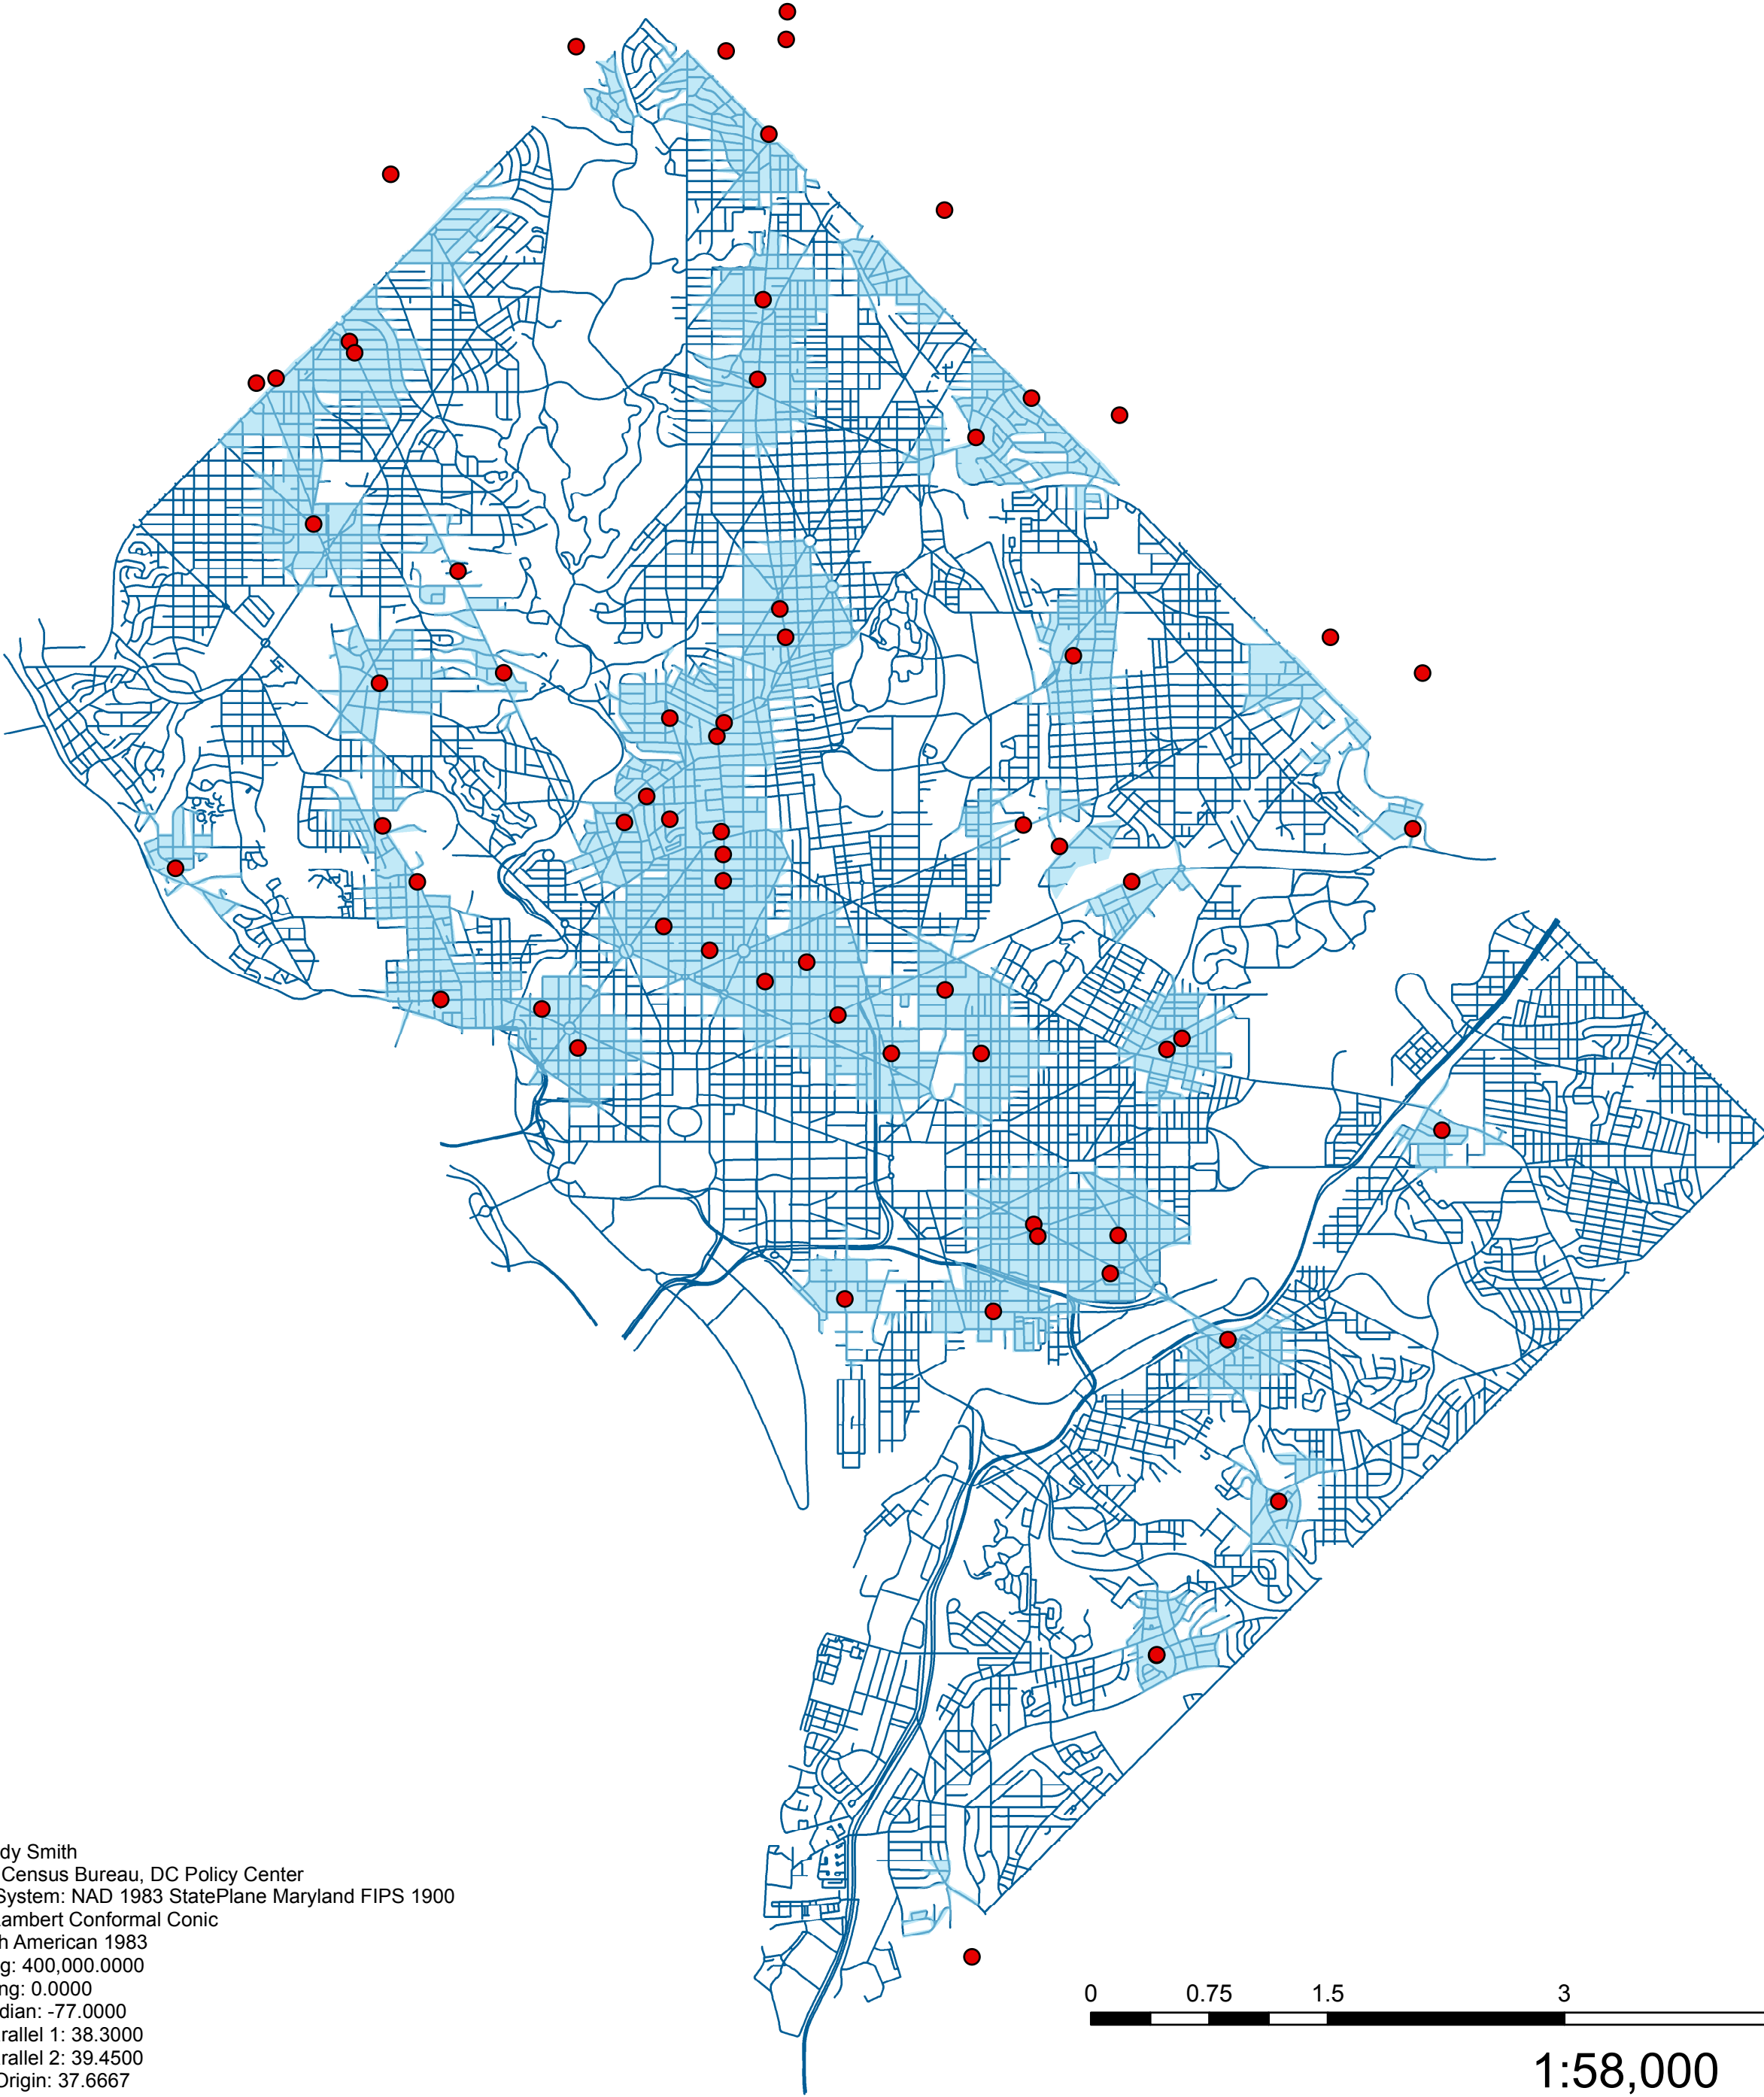 dy Smith
Census Bureau, DC Policy Center
System: NAD 1983 StatePlane Maryland FIPS 1900
Lambert Conformal Conic
h American 1983
g: 400,000.0000
ng: 0.0000
dian: -77.0000
rallel 1: 38.3000
rallel 2: 39.4500
Origin: 37.6667
0 0.75 1.5 3
1:58,000